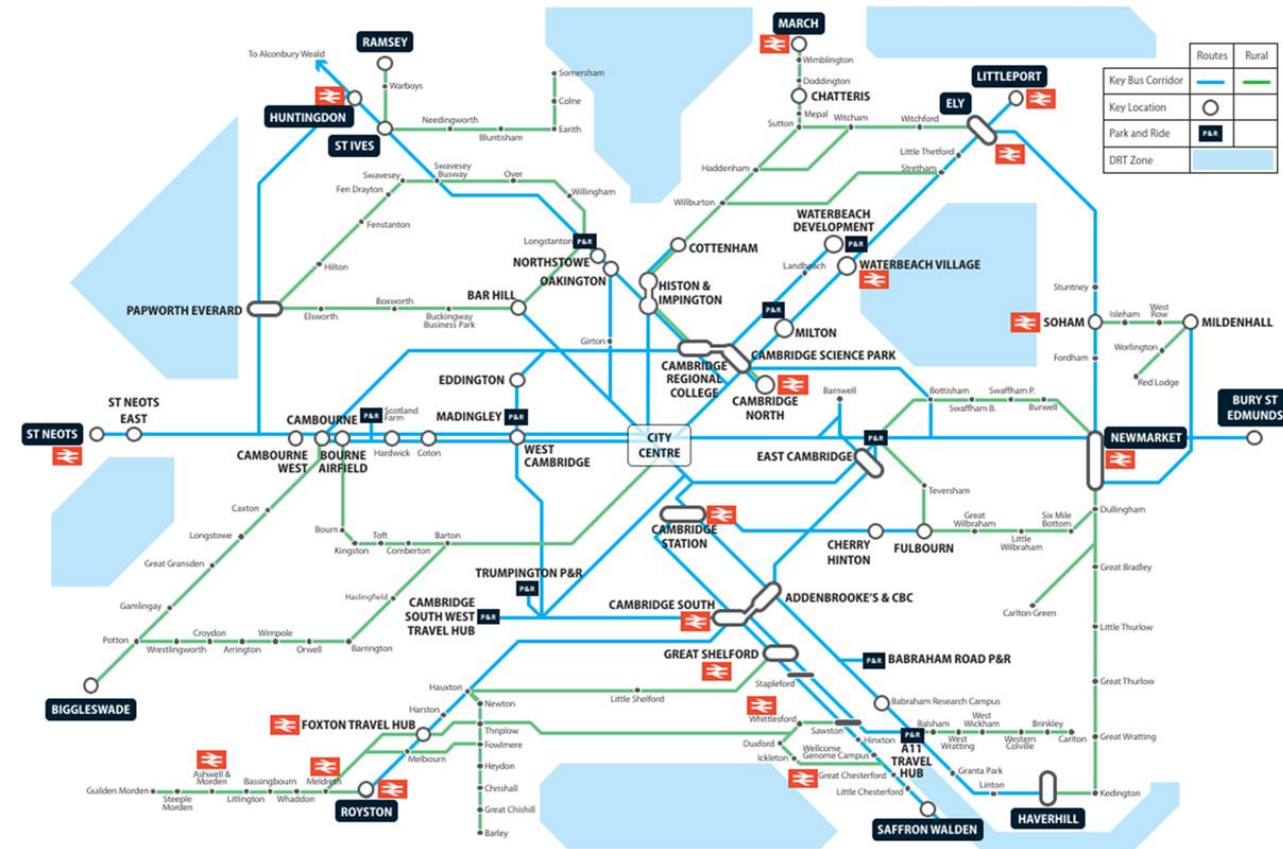 RAMSEY
MARCH
To Alconbury Weald
Warboys
Somersham
Wimblington
LITTLEPORT
Routes
Rural
Key Bus Corridor
HUNTINGDON
Colne
Doddington
CHATTERIS
ELY
Key Location
ST IVES
Needingworth
Bluntisham
Earith
Mepal
Sutton
Witcham
Witchford
Park and Ride
P&R
DRT Zone
Swavesey
Busway
Swavesey
Over
Fen Drayton
Willingham
Haddenham
Little Thetford
Stretham
Fenstanton
Willburton
WATERBEACH
DEVELOPMENT
Longstanton
P&R
P&R
COTTENHAM
NORTHSTOWE
OAKINGTON
Landbeach
WATERBEACH VILLAGE
Hilton
HISTON &
IMPINGTON
Stuntney
PAPWORTH EVERARD
BAR HILL
Elsworth
Boxworth
Buckingway
Business Park
P&R
MILTON
SOHAM
Isleham
West
Row
MILDENHALL
Girton
CAMBRIDGE SCIENCE PARK
CAMBRIDGE
REGIONAL
COLLEGE
Fordham
Worlington
Red Lodge
EDDINGTON
CAMBRIDGE
NORTH
Barnwell
Bottisham
Swaffham P.
Swaffham B.
Burwell
ST NEOTS
EAST
MADINGLEY
P&R
CAMBOURNE
P&R
Scotland
Farm
BURY ST
EDMUNDS
ST NEOTS
CITY
CENTRE
P&R
NEWMARKET
CAMBOURNE
WEST
BOURNE
AIRFIELD
Hardwick
Coton
WEST
CAMBRIDGE
EAST CAMBRIDGE
Teversham
Caxton
Longstowe
Bourn
Kingston
Toft
Comberton
Barton
CAMBRIDGE
STATION
CHERRY
HINTON
FULBOURN
Great
Wilbraham
Little
Wilbraham
Six Mile
Bottom
Dullingham
Great Gransden
TRUMPINGTON P&R
P&R
Great Bradley
Gamlingay
Haslingfield
CAMBRIDGE
SOUTH WEST
TRAVEL HUB
P&R
CAMBRIDGE SOUTH
ADDENBROOKE'S & CBC
Carlton Green
Potton
Wrestlingworth
Croydon
Arrington
Wimpole
Orwell
Barrington
Little Thurlow
GREAT SHELFORD
P&R
BABRAHAM ROAD P&R
BIGGLESWADE
Hauxton
Little Shelford
Stapleford
Great Thurlow
Newton
Babraham Research Campus
Harston
FOXTON TRAVEL HUB
Thriplow
Whittlesford
Sawston
Hinxton
P&R
A11
TRAVEL
HUB
Balsham
West
Wratting
West
Wickham
Western
Colville
Brinkley
Carlton
Great Wratting
Fowlmere
Melbourn
Duxford
Ickleton
Wellcome
Genome Campus
Ashwell &
Morden
Meldreth
Heydon
Great Chesterford
Granta Park
Guilden Morden
Steeple
Morden
Litlington
Bassingbourn
Whaddon
ROYSTON
Chrishall
Little Chesterford
Linton
HAVERHILL
Kedington
Great Chishill
Barley
SAFFRON WALDEN